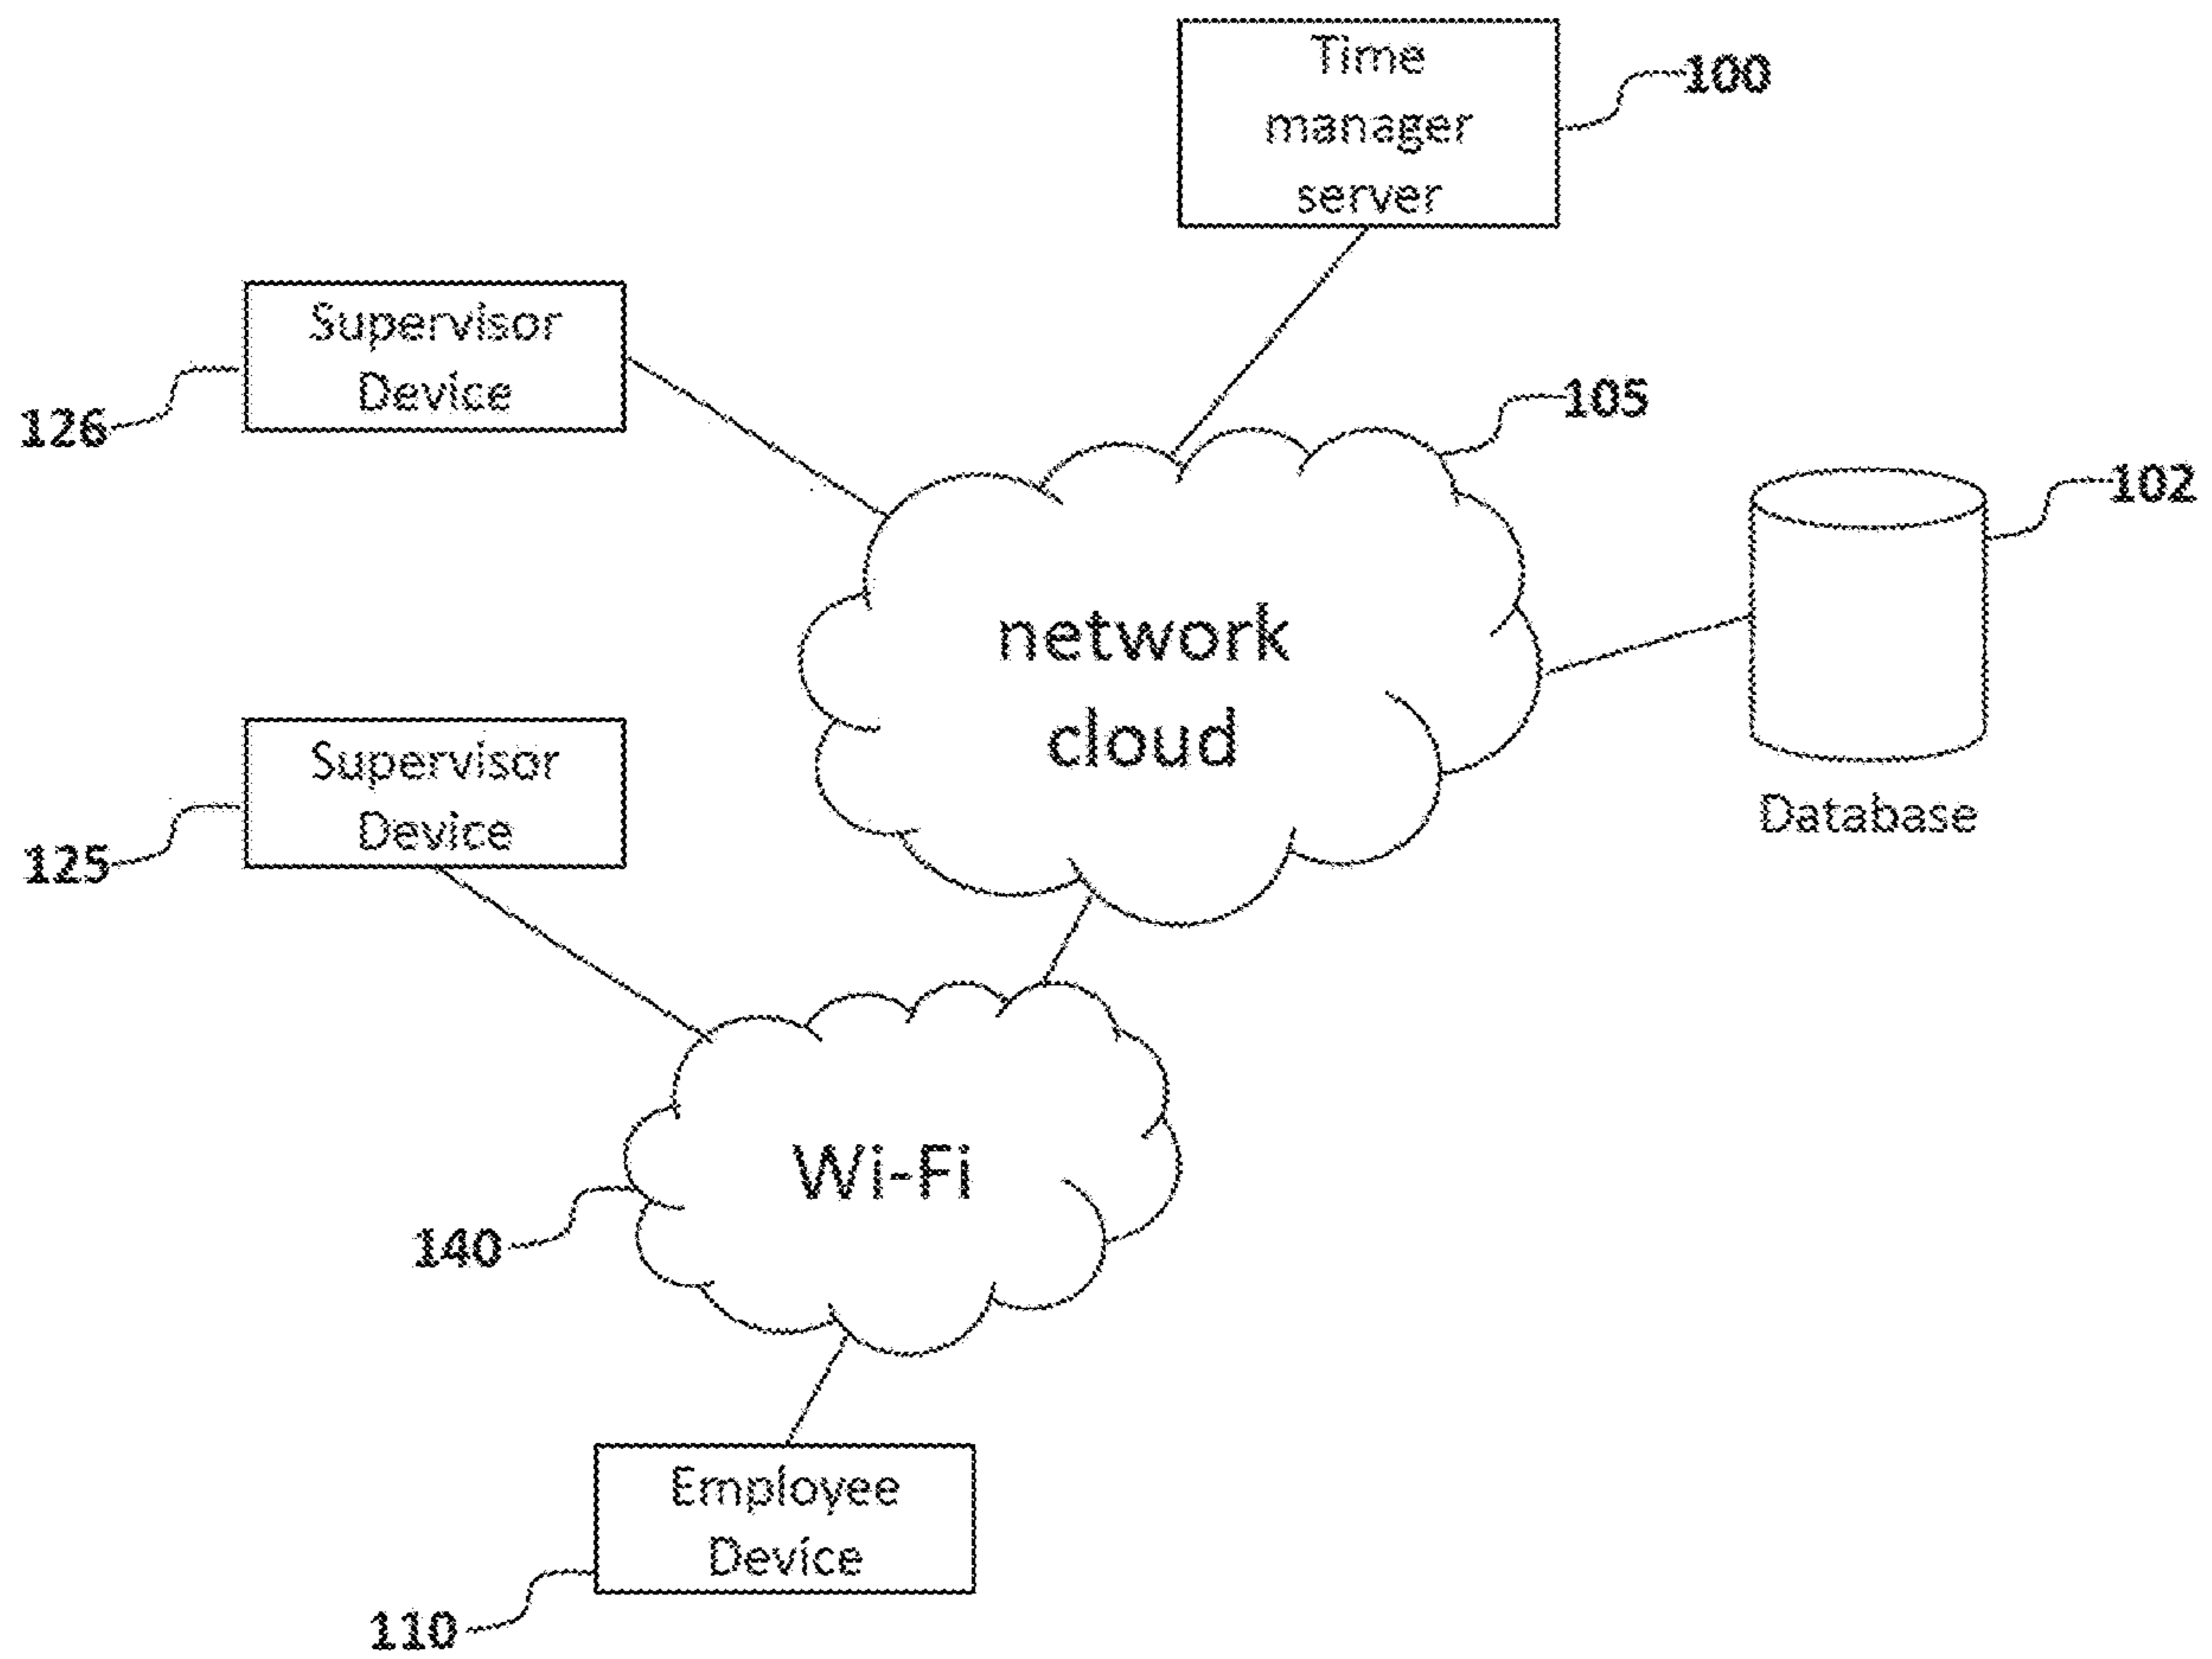 Time
manager
server
100
Supervisor
Device
126
105
102
network
cloud
Database
Supervisor
Device
125
Wi-Fi
140
Employee
Device
110